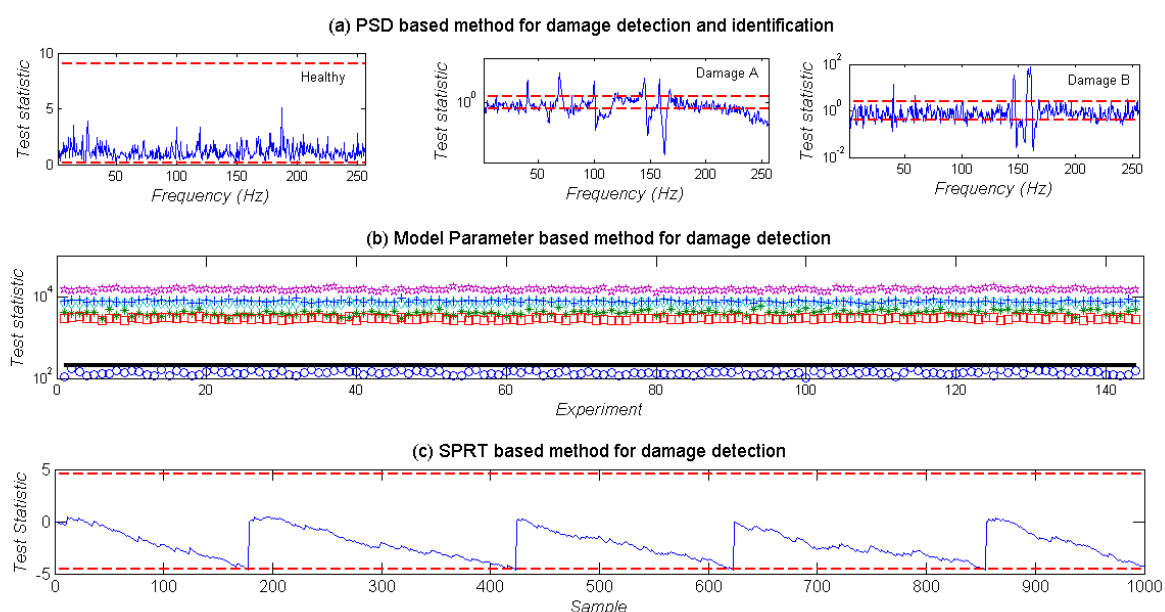 (a) PSD based method for damage detection and identification
Test statistic
10
5
0
Healthy
50 100 150 200 250
Frequency (Hz)
Test statistic
10^0
Damage A
50 100 150 200 250
Frequency (Hz)
Test statistic
10^2
10^0
10^-2
Damage B
50 100 150 200 250
Frequency (Hz)
(b) Model Parameter based method for damage detection
Test statistic
10^4
10^2
0 20 40 60 80 100 120 140
Experiment
(c) SPRT based method for damage detection
Test Statistic
5
0
-5
0 100 200 300 400 500 600 700 800 900 1000
Sample